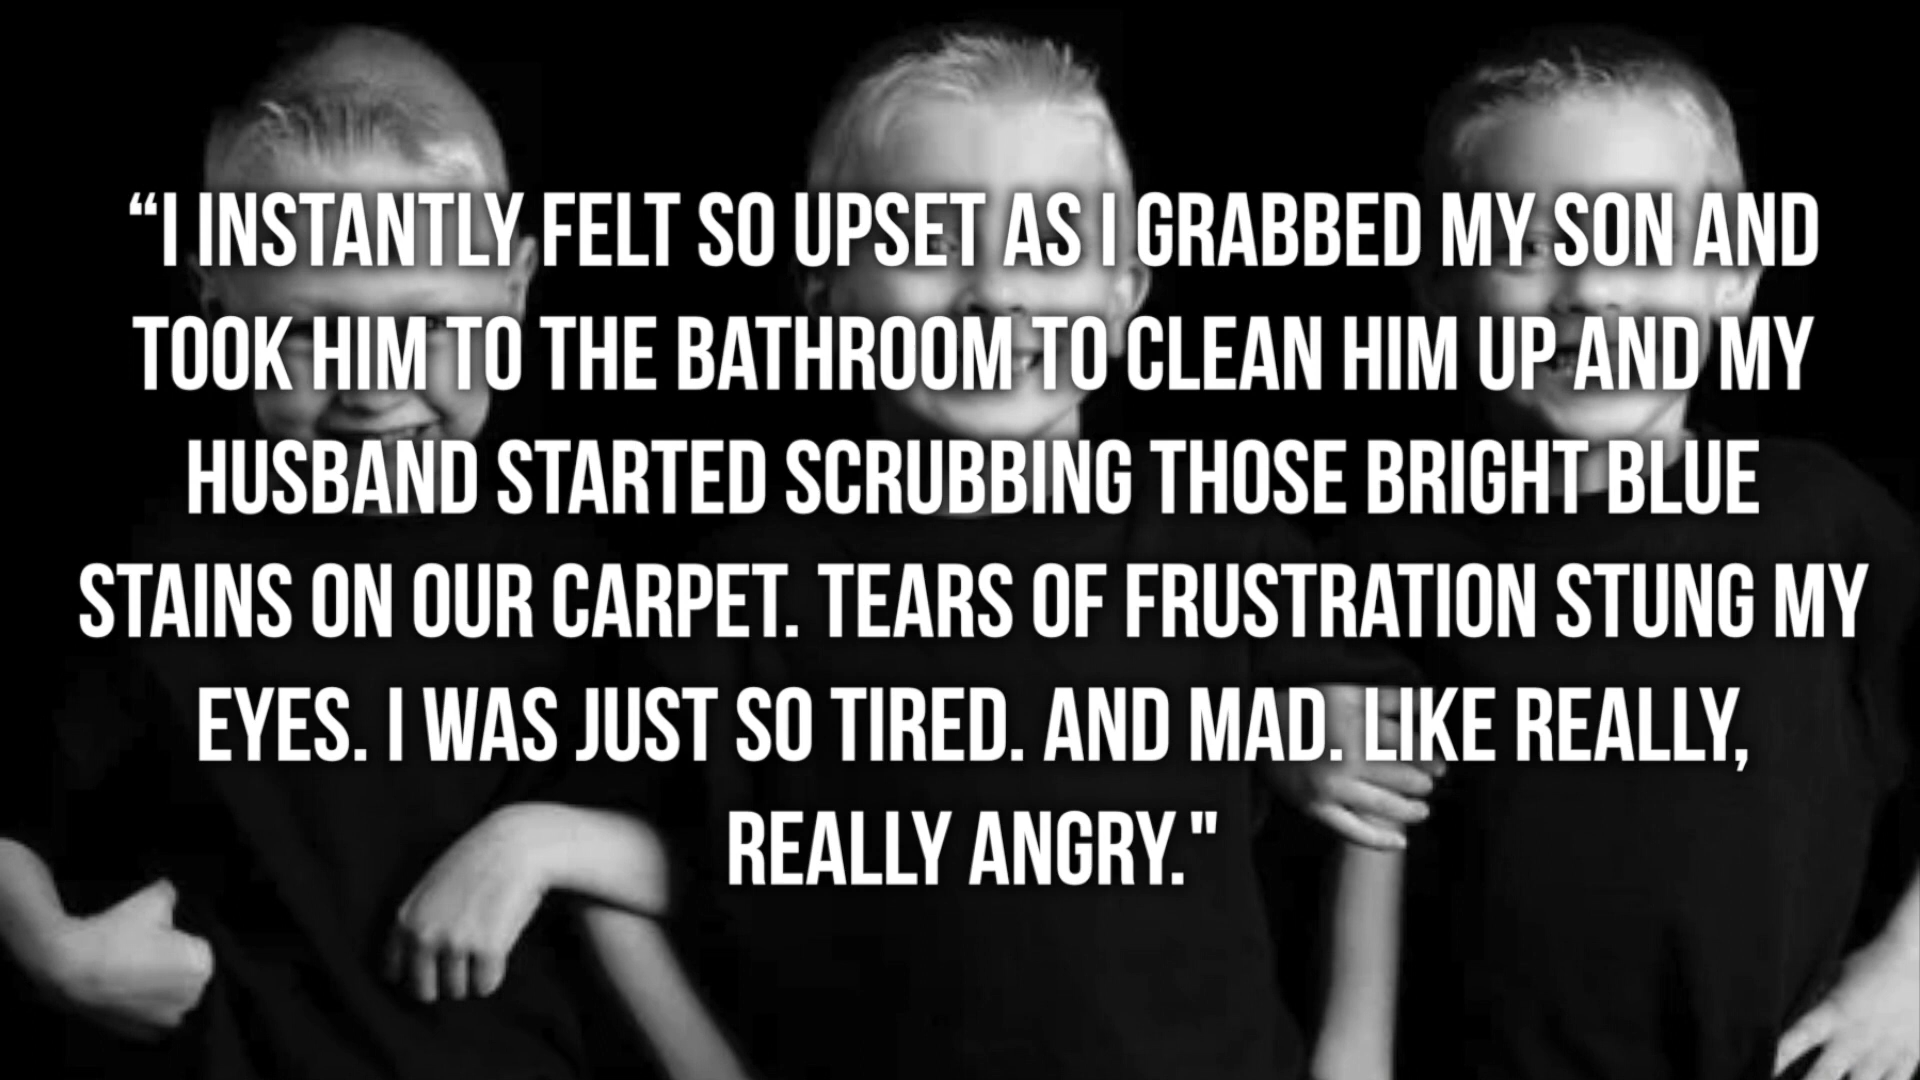 “I INSTANTLY FELT SO UPSET AS I GRABBED MY SON AND
TOOK HIM TO THE BATHROOM TO CLEAN HIM UP AND MY
HUSBAND STARTED SCRUBBING THOSE BRIGHT BLUE
STAINS ON OUR CARPET. TEARS OF FRUSTRATION STUNG MY
EYES. I WAS JUST SO TIRED. AND MAD. LIKE REALLY,
REALLY ANGRY."